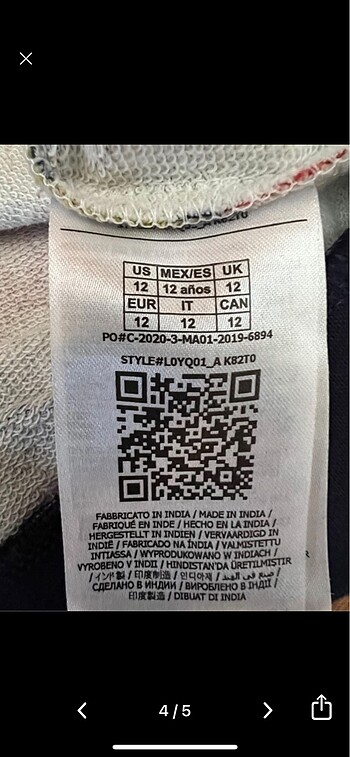 US MEX/ES UK
12 12 años 12
EUR IT CAN
12 12 12
PO#C-2020-3-MA01-2019-6894
STYLE#L0YQ01_A K82T0
FABBRICATO IN INDIA / MADE IN INDIA /
FABRIQUÉ EN INDE / HECHO EN LA INDIA /
HERGESTELLT IN INDIEN / VERVAARDIGD IN
INDIË / FABRICADO NA ÍNDIA / VALMISTETTU
INTIASSA / WYPRODUKOWANO W INDIACH /
VYROBENO V INDII / HINDISTAN'DA ÜRETILMISTIR
/ インド製 / 印度制造 / 인디아제 / صنع في الهند /
СДЕЛАНО В ИНДИИ / ВИРОБЛЕНО В ІНДІЇ /
印度製造 / DIBUAT DI INDIA
4 / 5